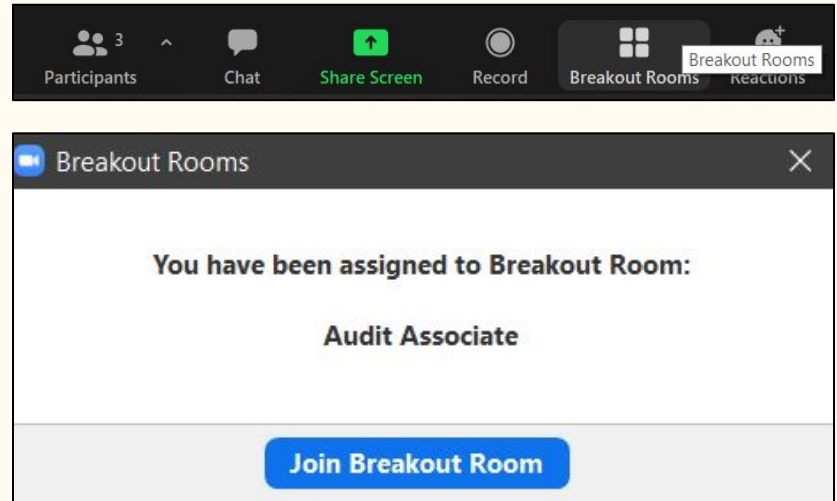 3
Participants Chat Share Screen Record Breakout Rooms Reactions
Breakout Rooms
Breakout Rooms
You have been assigned to Breakout Room:
Audit Associate
Join Breakout Room